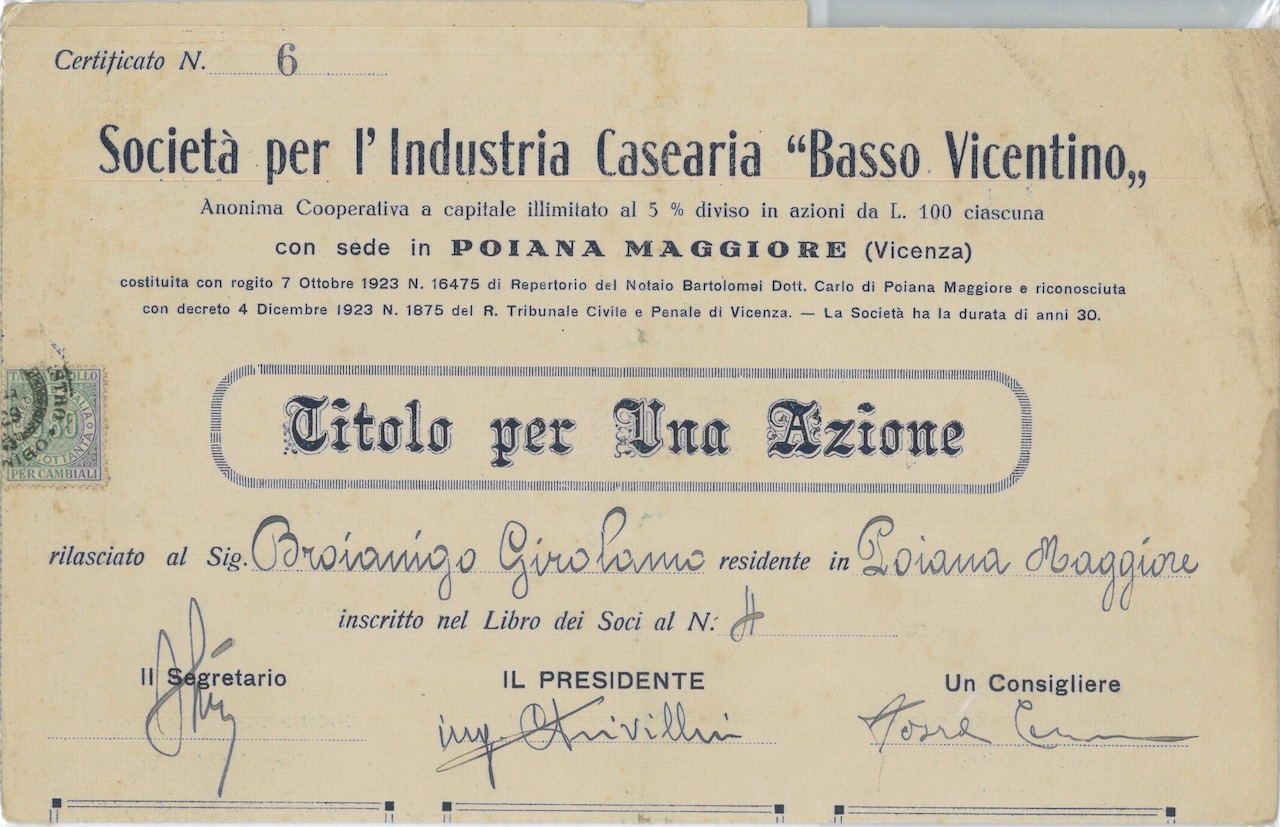 Certificato N. 6
Società per l' Industria Casearia “Basso Vicentino„
Anonima Cooperativa a capitale illimitato al 5 % diviso in azioni da L. 100 ciascuna
con sede in POIANA MAGGIORE (Vicenza)
costituita con rogito 7 Ottobre 1923 N. 16475 di Repertorio del Notaio Bartolomei Dott. Carlo di Poiana Maggiore e riconosciuta
con decreto 4 Dicembre 1923 N. 1875 del R. Tribunale Civile e Penale di Vicenza. — La Società ha la durata di anni 30.
OTTANTA
PER CAMBIALI
Titolo per Una Azione
rilasciato al Sig. Broianigo Girolamo residente in Poiana Maggiore
inscritto nel Libro dei Soci al N.
Il Segretario IL PRESIDENTE Un Consigliere
ing.